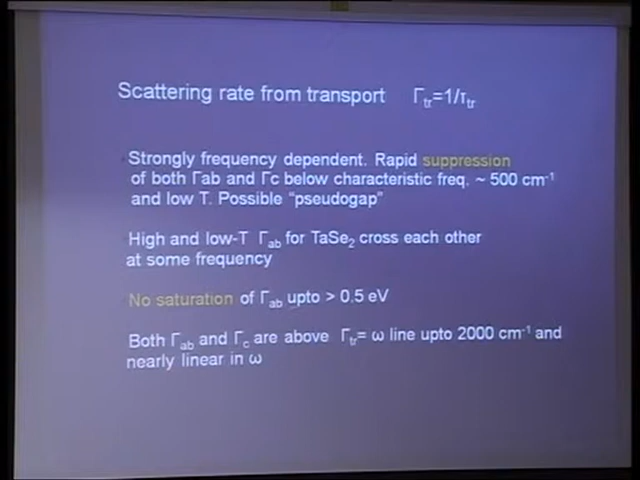 Scattering rate from transport Γtr=1/τtr
Strongly frequency dependent. Rapid suppression
of both Γab and Γc below characteristic freq. ~ 500 cm-1
and low T. Possible "pseudogap"
High and low-T Γab for TaSe2 cross each other
at some frequency
No saturation of Γab upto > 0.5 eV
Both Γab and Γc are above Γtr= ω line upto 2000 cm-1 and
nearly linear in ω